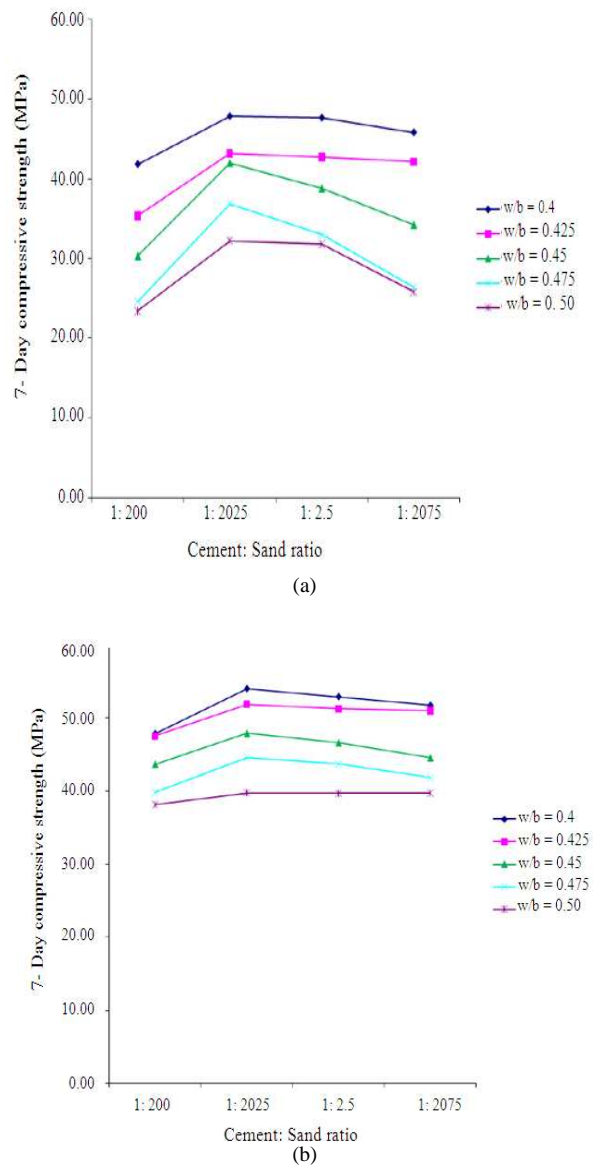 60.00
50.00
40.00
30.00
20.00
10.00
0.00
7- Day compressive strength (MPa)
w/b = 0.4
w/b = 0.425
w/b = 0.45
w/b = 0.475
w/b = 0. 50
1: 200 1: 2025 1: 2.5 1: 2075
Cement: Sand ratio
(a)
60.00
50.00
40.00
30.00
20.00
10.00
0.00
7- Day compressive strength (MPa)
w/b = 0.4
w/b = 0.425
w/b = 0.45
w/b = 0.475
w/b = 0.50
1: 200 1: 2025 1: 2.5 1: 2075
Cement: Sand ratio
(b)